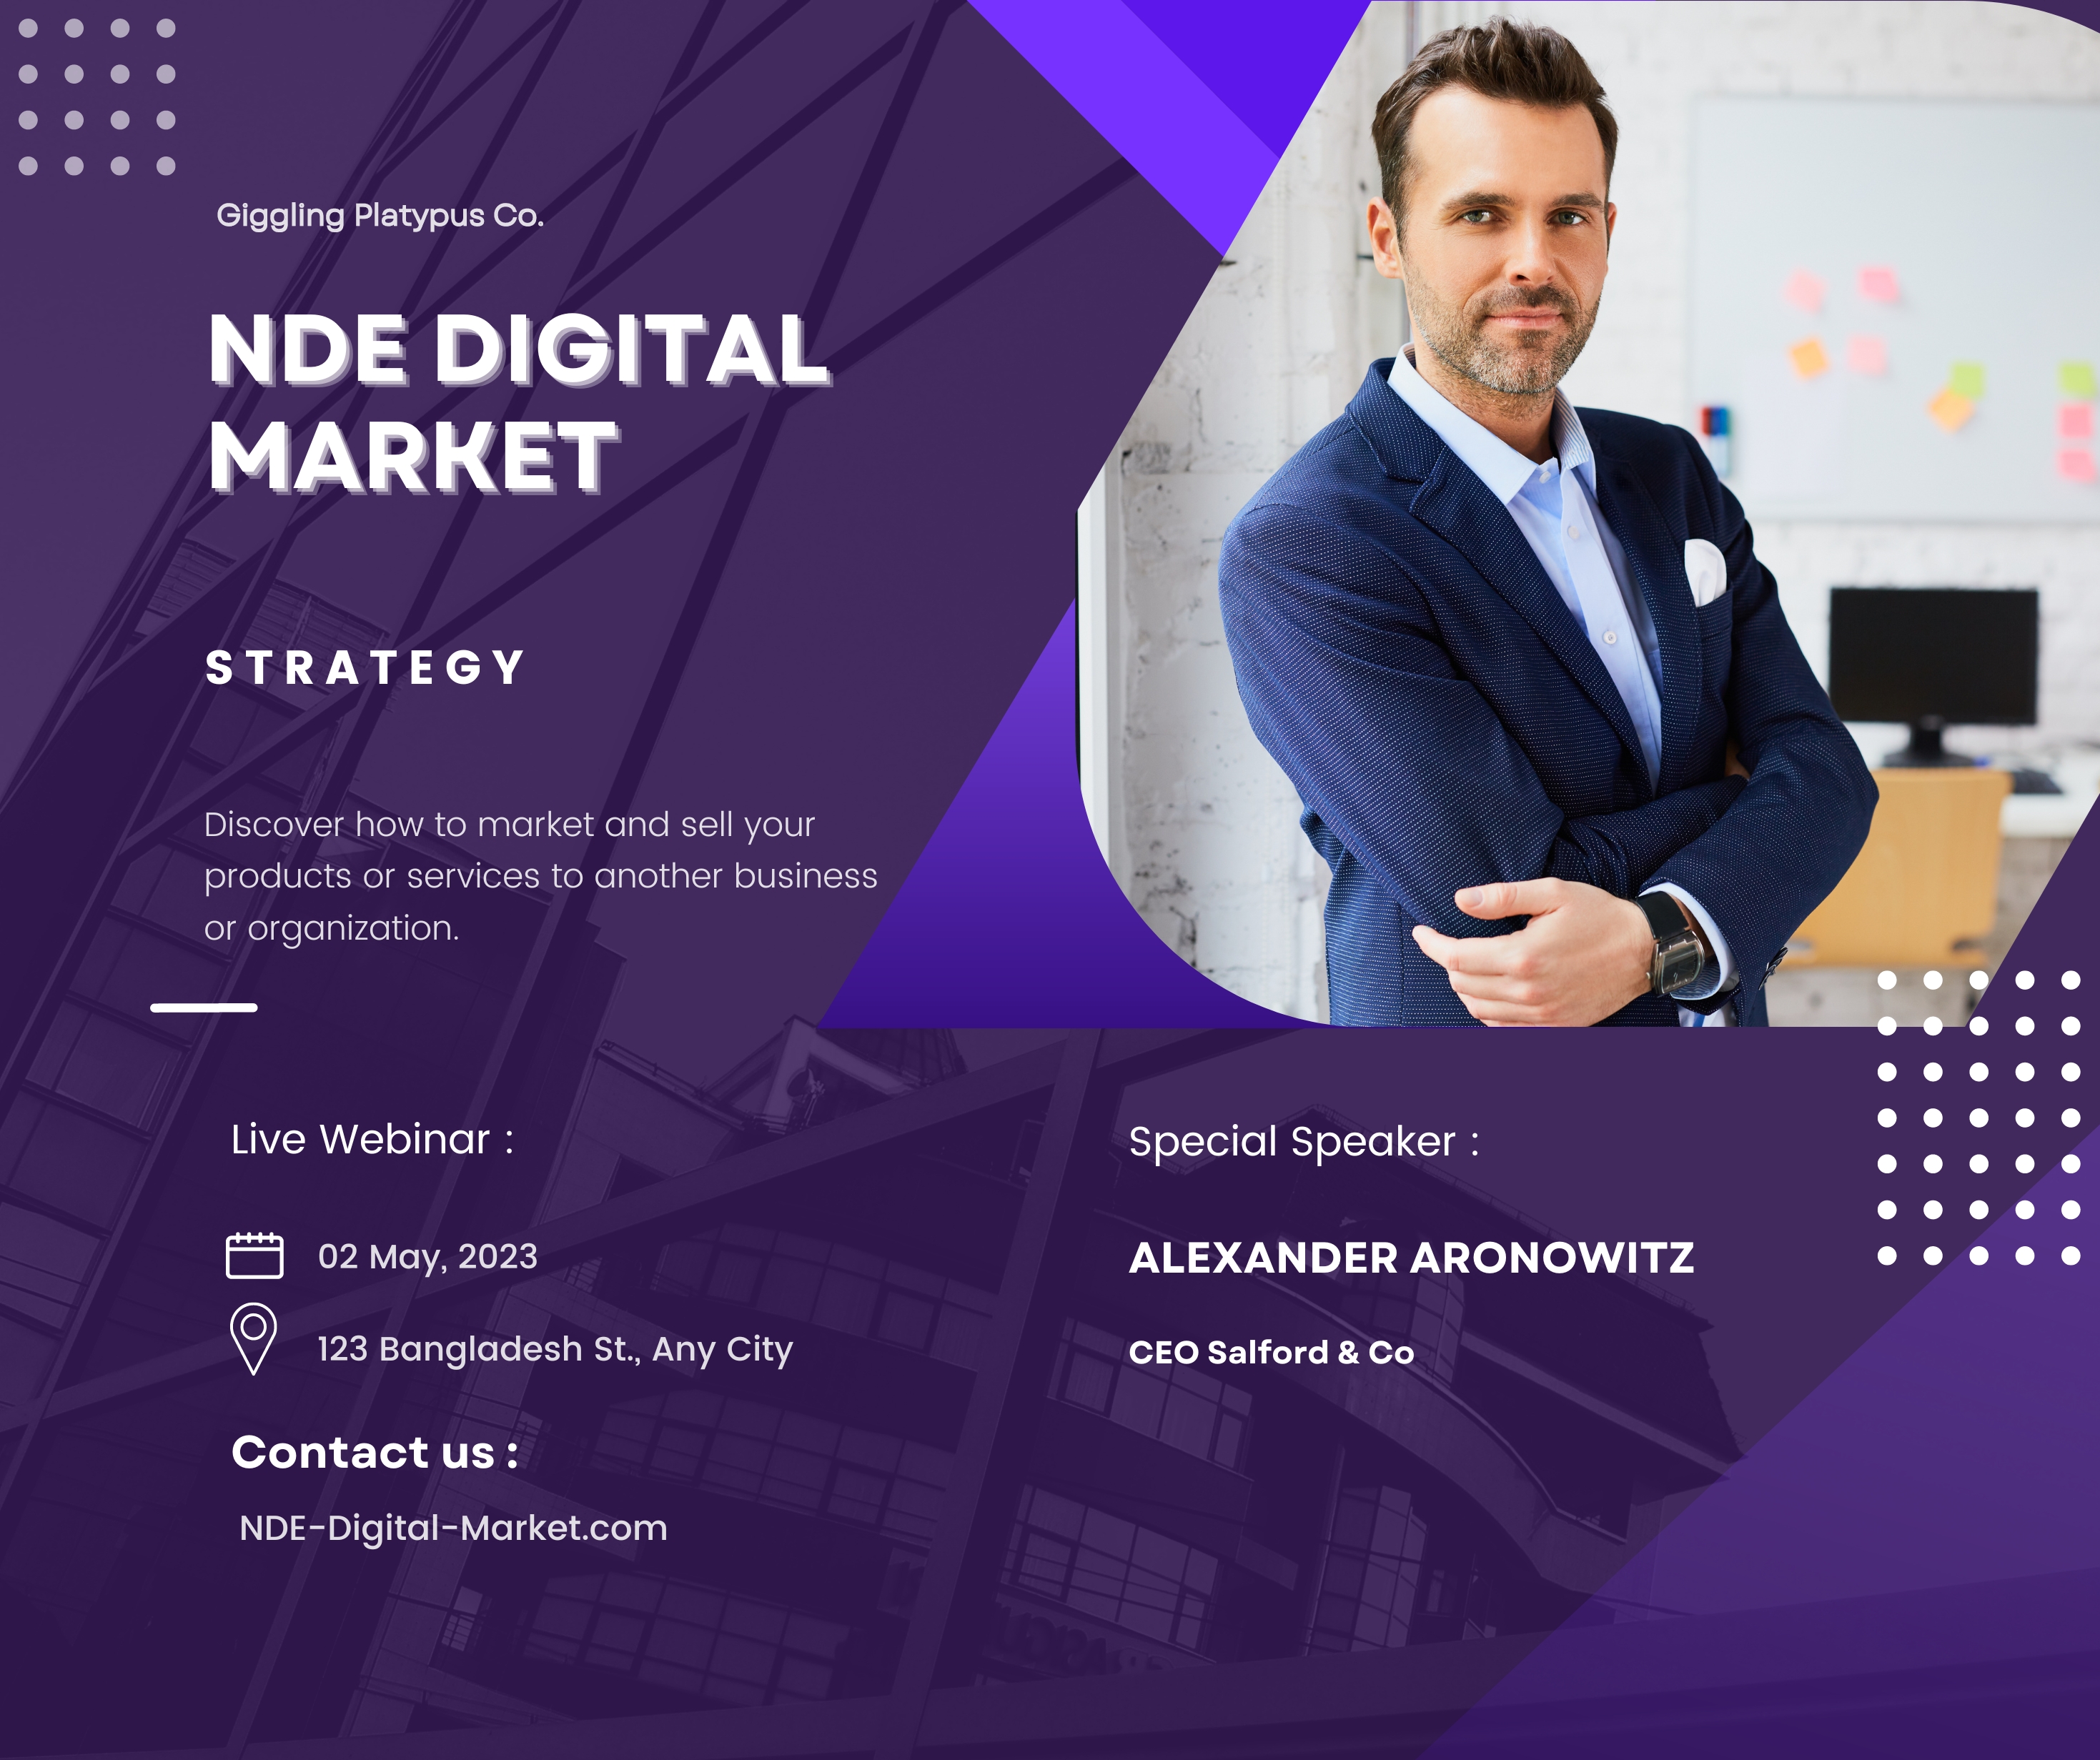 Giggling Platypus Co.
NDE DIGITAL
MARKET
STRATEGY
Discover how to market and sell your
products or services to another business
or organization.
Live Webinar :
02 May, 2023
123 Bangladesh St., Any City
Contact us :
NDE-Digital-Market.com
Special Speaker :
ALEXANDER ARONOWITZ
CEO Salford & Co